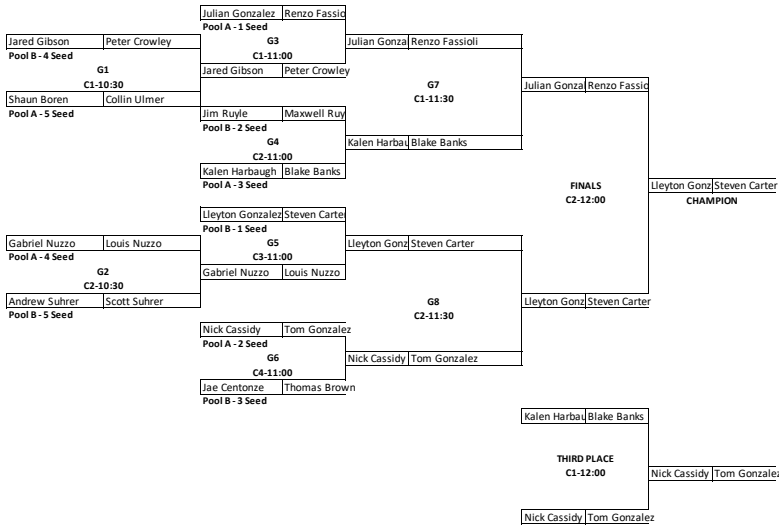 Julian Gonzalez Renzo Fassio
Pool A - 1 Seed
Jared Gibson Peter Crowley G3 Julian Gonzal Renzo Fassioli
Pool B - 4 Seed C1-11:00
G1 Jared Gibson Peter Crowley
C1-10:30 G7 Julian Gonzal Renzo Fassio
Shaun Boren Collin Ulmer C1-11:30
Pool A - 5 Seed Jim Ruyle Maxwell Ruy
Pool B - 2 Seed
G4 Kalen Harbau Blake Banks
C2-11:00
Kalen Harbaugh Blake Banks
Pool A - 3 Seed FINALS Lleyton Gonz Steven Carter
C2-12:00 CHAMPION
Lleyton Gonzalez Steven Carter
Pool B - 1 Seed
Gabriel Nuzzo Louis Nuzzo G5 Lleyton Gonz Steven Carter
Pool A - 4 Seed C3-11:00
G2 Gabriel Nuzzo Louis Nuzzo
C2-10:30
Andrew Suhrer Scott Suhrer G8 Lleyton Gonz Steven Carter
Pool B - 5 Seed C2-11:30
Nick Cassidy Tom Gonzalez
Pool A - 2 Seed
G6 Nick Cassidy Tom Gonzalez
C4-11:00
Jae Centonze Thomas Brown
Pool B - 3 Seed
Kalen Harbau Blake Banks
THIRD PLACE
C1-12:00 Nick Cassidy Tom Gonzalez
Nick Cassidy Tom Gonzalez